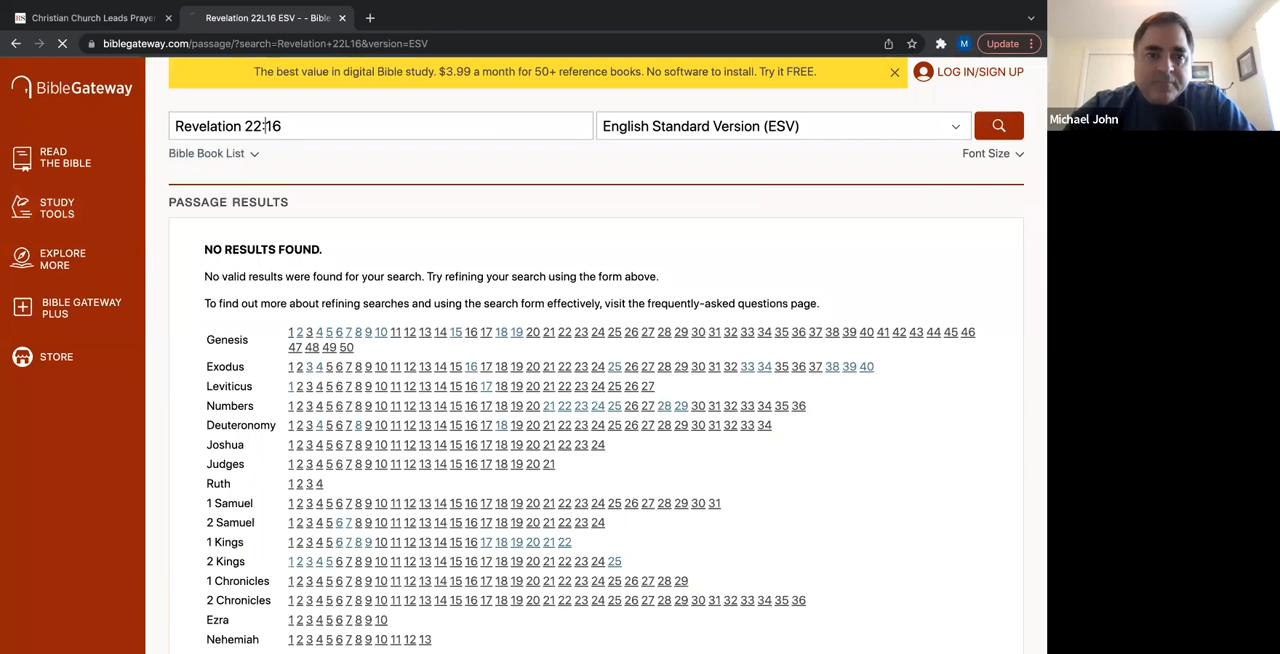 Christian Church Leads Prayer
Revelation 22L16 ESV - - Bible
biblegateway.com/passage/?search=Revelation+22L16&version=ESV
M
Update
The best value in digital Bible study. $3.99 a month for 50+ reference books. No software to install. Try it FREE.
LOG IN/SIGN UP
BibleGateway
Michael John
Revelation 22:16
English Standard Version (ESV)
Bible Book List
Font Size
READ
THE BIBLE
STUDY
TOOLS
EXPLORE
MORE
BIBLE GATEWAY
PLUS
STORE
PASSAGE RESULTS
NO RESULTS FOUND.
No valid results were found for your search. Try refining your search using the form above.
To find out more about refining searches and using the search form effectively, visit the frequently-asked questions page.
Genesis 1 2 3 4 5 6 7 8 9 10 11 12 13 14 15 16 17 18 19 20 21 22 23 24 25 26 27 28 29 30 31 32 33 34 35 36 37 38 39 40 41 42 43 44 45 46
47 48 49 50
Exodus 1 2 3 4 5 6 7 8 9 10 11 12 13 14 15 16 17 18 19 20 21 22 23 24 25 26 27 28 29 30 31 32 33 34 35 36 37 38 39 40
Leviticus 1 2 3 4 5 6 7 8 9 10 11 12 13 14 15 16 17 18 19 20 21 22 23 24 25 26 27
Numbers 1 2 3 4 5 6 7 8 9 10 11 12 13 14 15 16 17 18 19 20 21 22 23 24 25 26 27 28 29 30 31 32 33 34 35 36
Deuteronomy 1 2 3 4 5 6 7 8 9 10 11 12 13 14 15 16 17 18 19 20 21 22 23 24 25 26 27 28 29 30 31 32 33 34
Joshua 1 2 3 4 5 6 7 8 9 10 11 12 13 14 15 16 17 18 19 20 21 22 23 24
Judges 1 2 3 4 5 6 7 8 9 10 11 12 13 14 15 16 17 18 19 20 21
Ruth 1 2 3 4
1 Samuel 1 2 3 4 5 6 7 8 9 10 11 12 13 14 15 16 17 18 19 20 21 22 23 24 25 26 27 28 29 30 31
2 Samuel 1 2 3 4 5 6 7 8 9 10 11 12 13 14 15 16 17 18 19 20 21 22 23 24
1 Kings 1 2 3 4 5 6 7 8 9 10 11 12 13 14 15 16 17 18 19 20 21 22
2 Kings 1 2 3 4 5 6 7 8 9 10 11 12 13 14 15 16 17 18 19 20 21 22 23 24 25
1 Chronicles 1 2 3 4 5 6 7 8 9 10 11 12 13 14 15 16 17 18 19 20 21 22 23 24 25 26 27 28 29
2 Chronicles 1 2 3 4 5 6 7 8 9 10 11 12 13 14 15 16 17 18 19 20 21 22 23 24 25 26 27 28 29 30 31 32 33 34 35 36
Ezra 1 2 3 4 5 6 7 8 9 10
Nehemiah 1 2 3 4 5 6 7 8 9 10 11 12 13